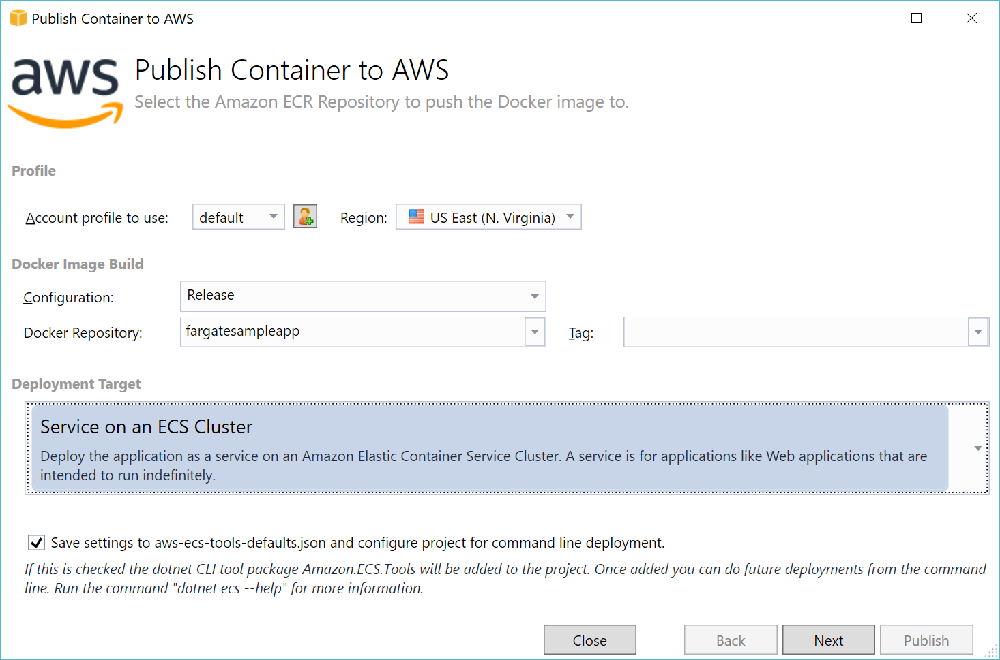 Publish Container to AWS
aws
Publish Container to AWS
Select the Amazon ECR Repository to push the Docker image to.
Profile
Account profile to use: default Region: US East (N. Virginia)
Docker Image Build
Configuration: Release
Docker Repository: fargatesampleapp Tag:
Deployment Target
Service on an ECS Cluster
Deploy the application as a service on an Amazon Elastic Container Service Cluster. A service is for applications like Web applications that are
intended to run indefinitely.
Save settings to aws-ecs-tools-defaults.json and configure project for command line deployment.
If this is checked the dotnet CLI tool package Amazon.ECS.Tools will be added to the project. Once added you can do future deployments from the command
line. Run the command "dotnet ecs --help" for more information.
Close Back Next Publish